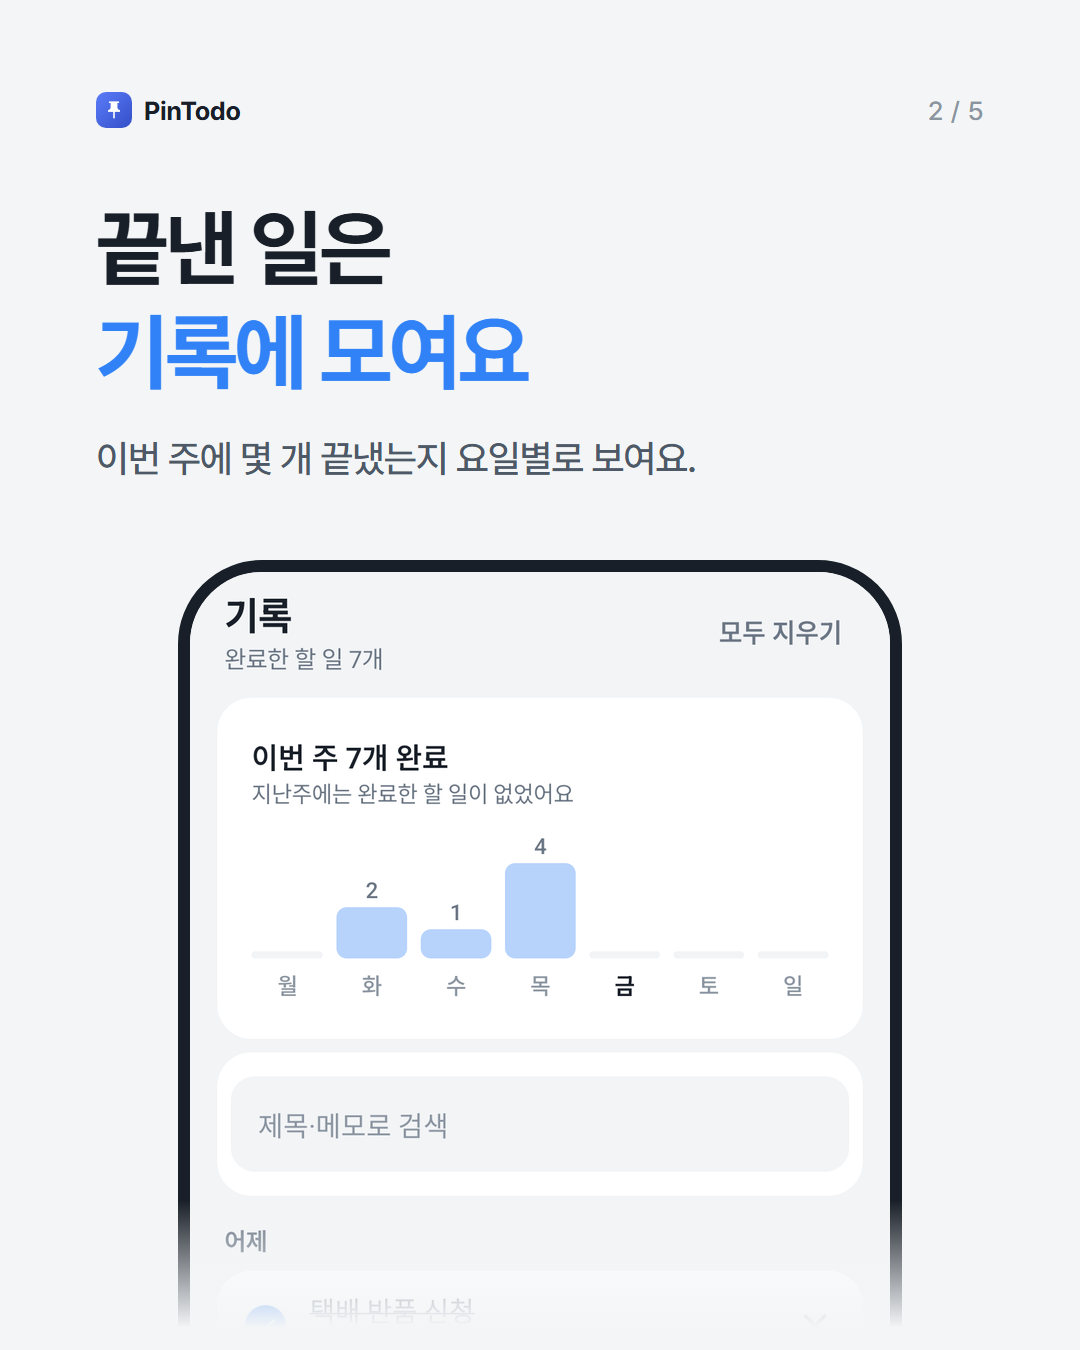 PinTodo
2 / 5
끝낸 일은
기록에 모여요
이번 주에 몇 개 끝냈는지 요일별로 보여요.
기록
모두 지우기
완료한 할 일 7개
이번 주 7개 완료
지난주에는 완료한 할 일이 없었어요
4
2
1
월 화 수 목 금 토 일
제목·메모로 검색
어제
택배 반품 신청